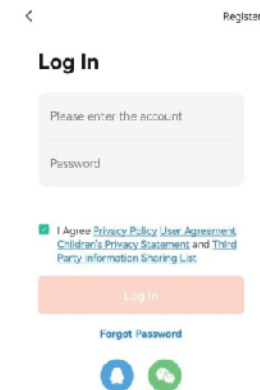 Register
Log In
Please enter the account
Password
I Agree Privacy Policy User Agreement
Children's Privacy Statement and Third
Party Information Sharing List
Log In
Forgot Password